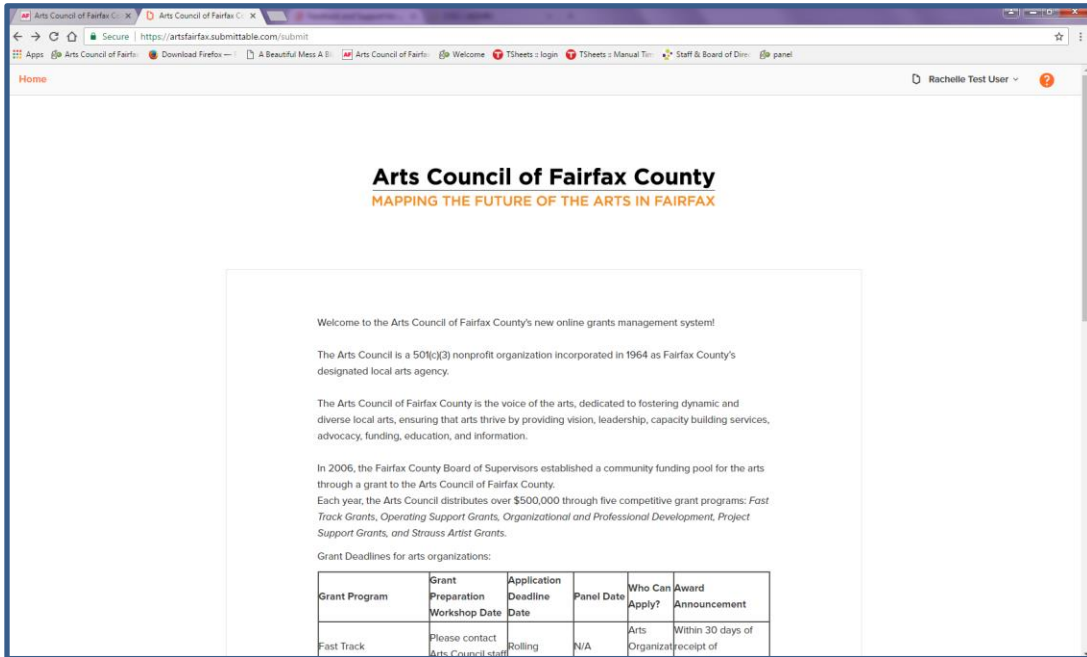 Arts Council of Fairfax Co
Arts Council of Fairfax Co
Secure https://artsfairfax.submittable.com/submit
Apps Arts Council of Fairfax Download Firefox — A Beautiful Mess A Bi AF Arts Council of Fairfax Welcome TSheets :: login TSheets :: Manual Tim Staff & Board of Direc panel
Home Rachelle Test User ?
Arts Council of Fairfax County
MAPPING THE FUTURE OF THE ARTS IN FAIRFAX
Welcome to the Arts Council of Fairfax County's new online grants management system!
The Arts Council is a 501(c)(3) nonprofit organization incorporated in 1964 as Fairfax County's
designated local arts agency.
The Arts Council of Fairfax County is the voice of the arts, dedicated to fostering dynamic and
diverse local arts, ensuring that arts thrive by providing vision, leadership, capacity building services,
advocacy, funding, education, and information.
In 2006, the Fairfax County Board of Supervisors established a community funding pool for the arts
through a grant to the Arts Council of Fairfax County.
Each year, the Arts Council distributes over $500,000 through five competitive grant programs: Fast
Track Grants, Operating Support Grants, Organizational and Professional Development, Project
Support Grants, and Strauss Artist Grants.
Grant Deadlines for arts organizations:
Grant Program
Grant
Preparation
Workshop Date
Application
Deadline
Date
Panel Date
Who Can
Apply?
Award
Announcement
Fast Track
Please contact
Arts Council staff
Rolling
N/A
Arts
Organizat
Within 30 days of
receipt of